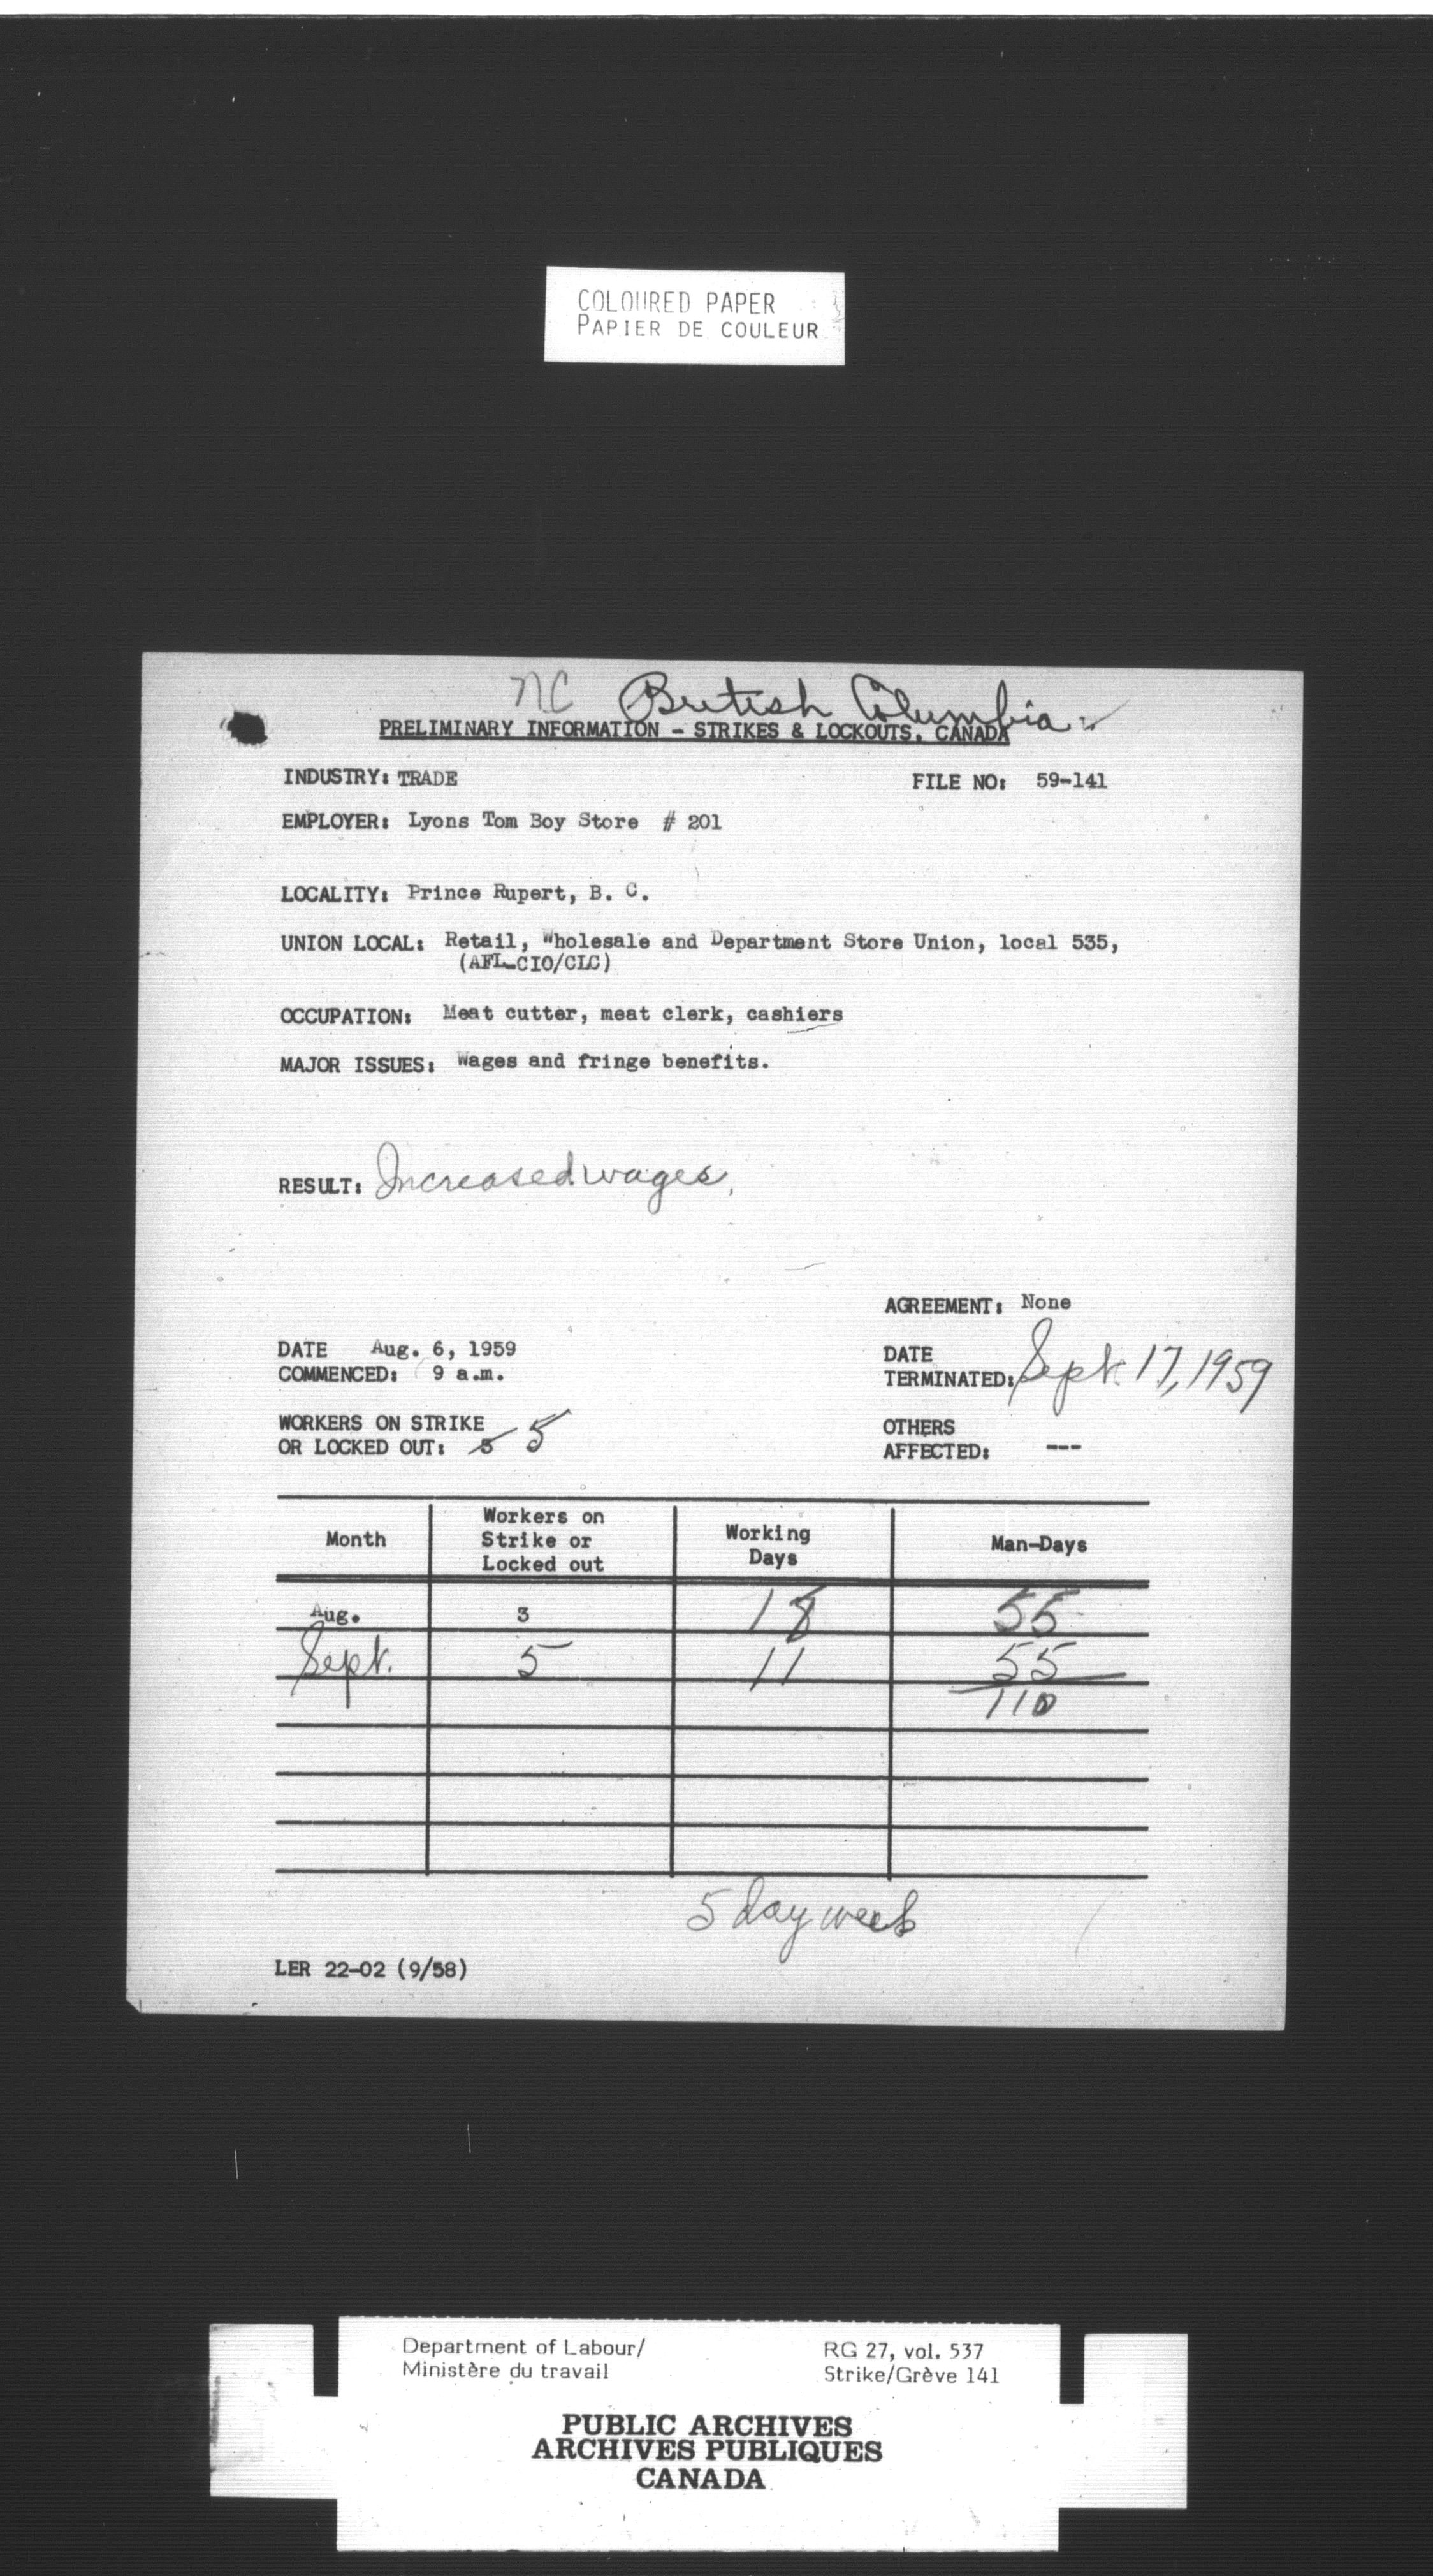 COLOURED PAPER
PAPIER DE COULEUR
NC British Columbia
PRELIMINARY INFORMATION - STRIKES & LOCKOUTS, CANADA
INDUSTRY: TRADE FILE NO: 59-141
EMPLOYER: Lyons Tom Boy Store # 201
LOCALITY: Prince Rupert, B. C.
UNION LOCAL: Retail, Wholesale and Department Store Union, local 535,
(AFL-CIO/CLC)
OCCUPATION: Meat cutter, meat clerk, cashiers
MAJOR ISSUES: Wages and fringe benefits.
RESULT: Increased wages.
AGREEMENT: None
DATE Aug. 6, 1959
COMMENCED: 9 a.m.
DATE
TERMINATED: Sept. 17, 1959
WORKERS ON STRIKE
OR LOCKED OUT: 3 5
OTHERS
AFFECTED: ---
Month Workers on Strike or Locked out Working Days Man-Days
Aug. 3 18 55
Sept. 5 11 55
110
5 day week
LER 22-02 (9/58)
Department of Labour/
Ministère du travail
RG 27, vol. 537
Strike/Grève 141
PUBLIC ARCHIVES
ARCHIVES PUBLIQUES
CANADA